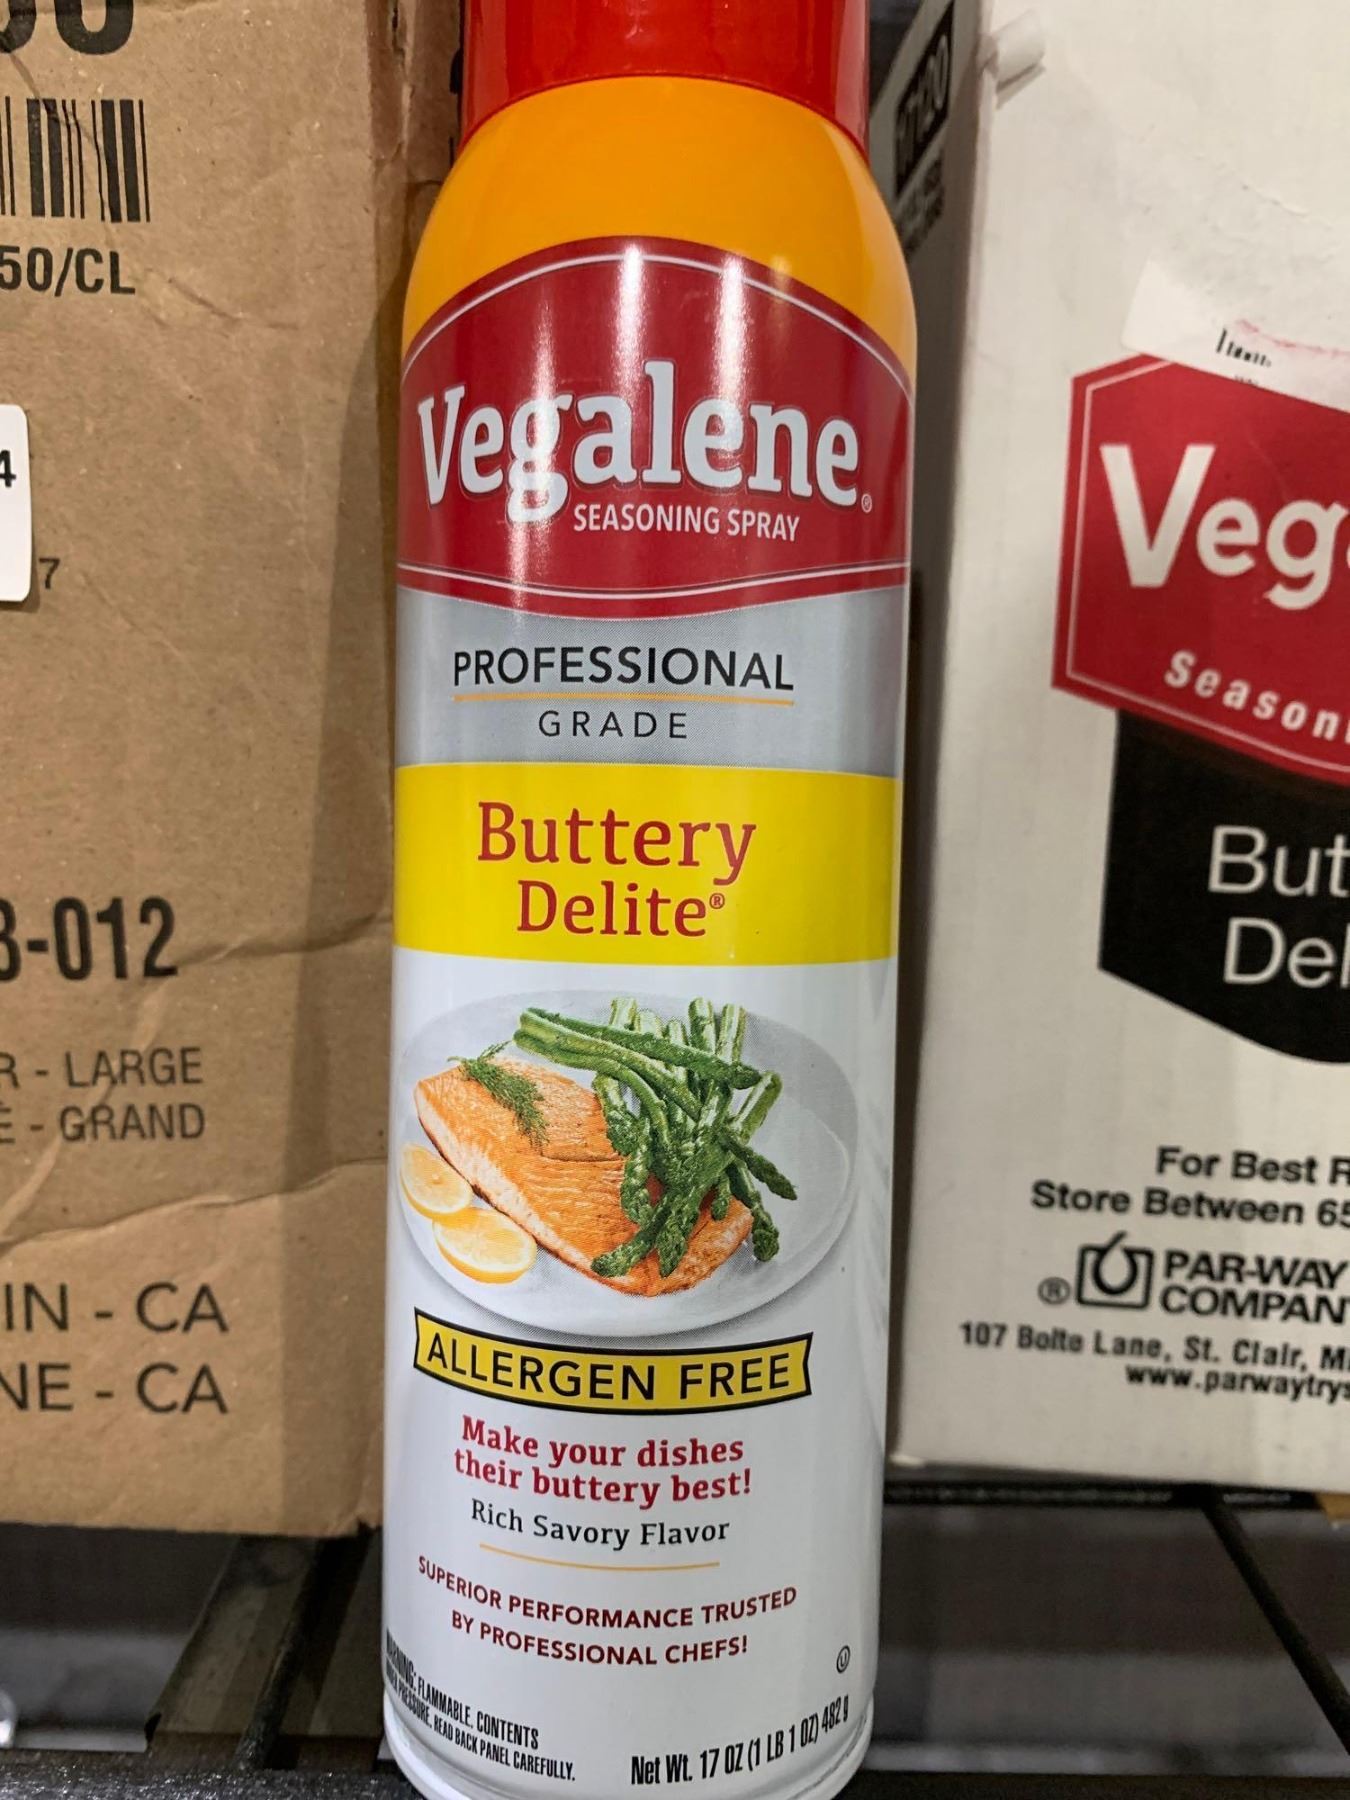 50/CL
4
7
3-012
R - LARGE
E - GRAND
IN - CA
NE - CA
Vegalene®
SEASONING SPRAY
PROFESSIONAL
GRADE
Buttery
Delite®
ALLERGEN FREE
Make your dishes
their buttery best!
Rich Savory Flavor
SUPERIOR PERFORMANCE TRUSTED
BY PROFESSIONAL CHEFS!
WARNING: FLAMMABLE. CONTENTS
UNDER PRESSURE. READ BACK PANEL CAREFULLY.
U
Net Wt. 17 OZ (1 LB 1 OZ) 482 g
Veg
Season
But
Del
For Best R
Store Between 65
® PAR-WAY
COMPAN
107 Bolte Lane, St. Clair, M
www.parwaytrys